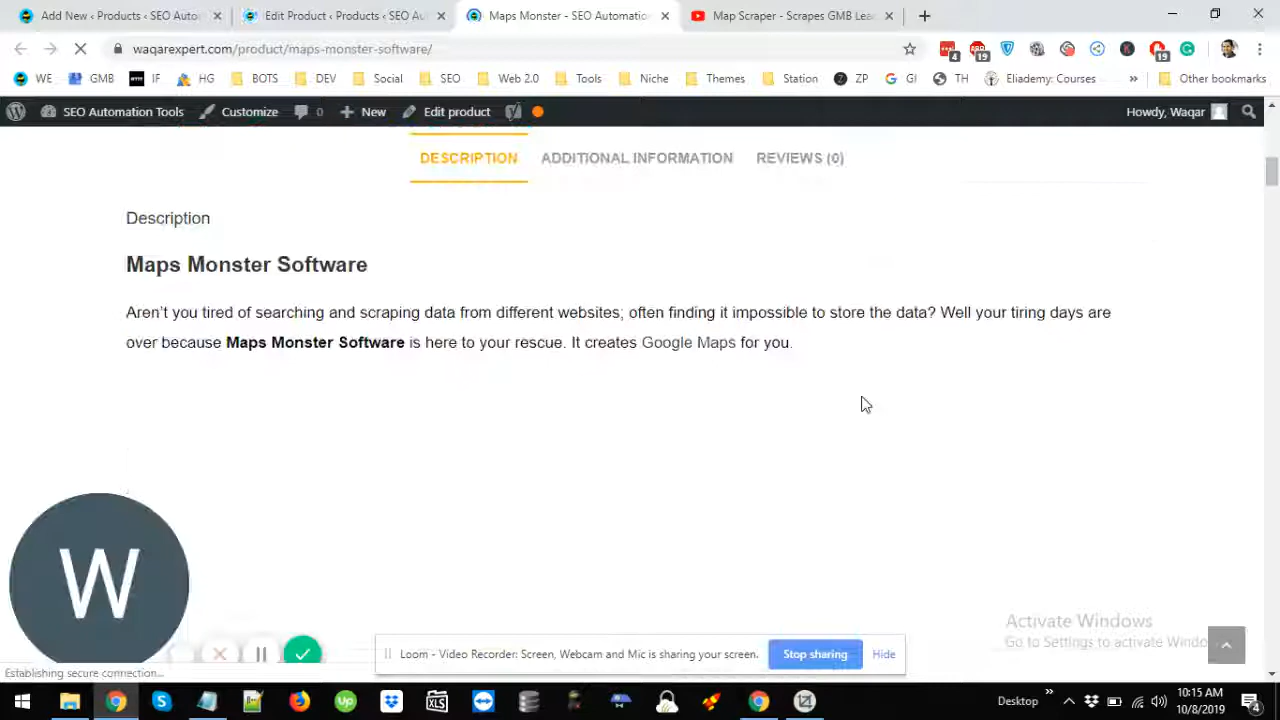 Add New ‹ Products ‹ SEO Auto
Edit Product ‹ Products ‹ SEO Au
Maps Monster - SEO Automation
Map Scraper - Scrapes GMB Lea
waqarexpert.com/product/maps-monster-software/
4
19
19
WE
GMB
IF
HG
BOTS
DEV
Social
SEO
Web 2.0
Tools
Niche
Themes
Station
ZP
GI
TH
Eliademy: Courses
»
Other bookmarks
SEO Automation Tools
Customize
0
New
Edit product
Howdy, Waqar
DESCRIPTION
ADDITIONAL INFORMATION
REVIEWS (0)
Description
Maps Monster Software
Aren't you tired of searching and scraping data from different websites; often finding it impossible to store the data? Well your tiring days are
over because Maps Monster Software is here to your rescue. It creates Google Maps for you.
W
Activate Windows
Go to Settings to activate Windo
Loom - Video Recorder: Screen, Webcam and Mic is sharing your screen.
Stop sharing
Hide
Establishing secure connection...
Desktop
»
10:15 AM
10/8/2019
4